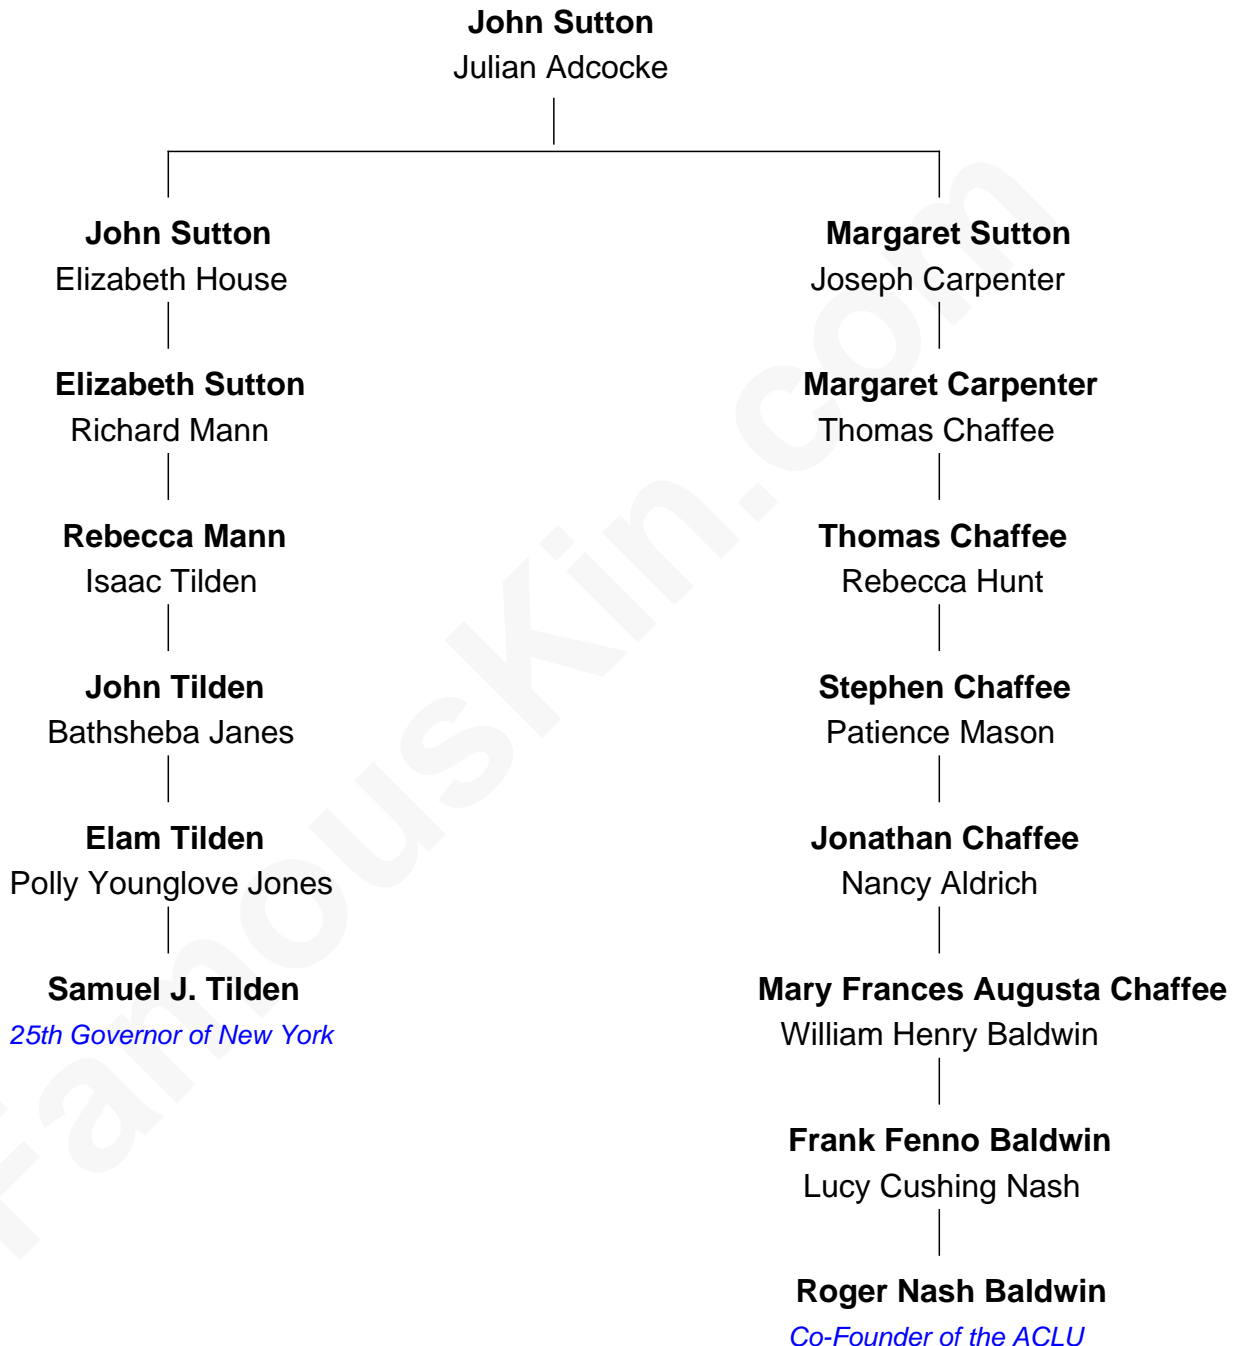 John Sutton
Julian Adcocke
John Sutton
Elizabeth House
Margaret Sutton
Joseph Carpenter
Elizabeth Sutton
Richard Mann
Margaret Carpenter
Thomas Chaffee
Rebecca Mann
Isaac Tilden
Thomas Chaffee
Rebecca Hunt
John Tilden
Bathsheba Janes
Stephen Chaffee
Patience Mason
Elam Tilden
Polly Younglove Jones
Jonathan Chaffee
Nancy Aldrich
Samuel J. Tilden
25th Governor of New York
Mary Frances Augusta Chaffee
William Henry Baldwin
Frank Fenno Baldwin
Lucy Cushing Nash
Roger Nash Baldwin
Co-Founder of the ACLU
FamousKin.com